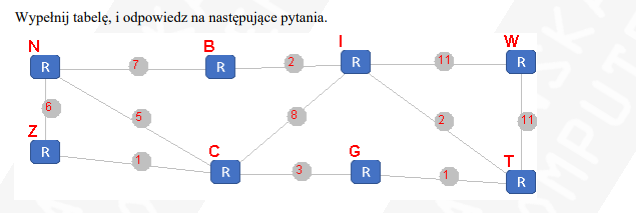 Wypełnij tabelę, i odpowiedz na następujące pytania.
N B I W
R 7 R 2 R 11 R
6 5 8 2 11
Z C G T
R 1 R 3 R 1 R